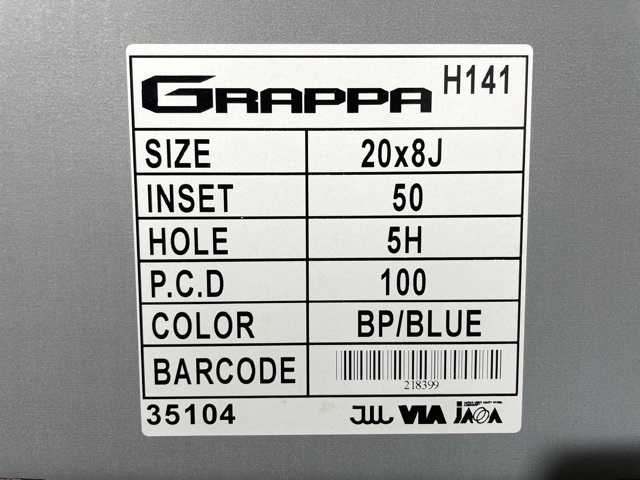 GRAPPA H141
SIZE 20x8J
INSET 50
HOLE 5H
P.C.D 100
COLOR BP/BLUE
BARCODE
218399
35104 JWL VIA JAWA